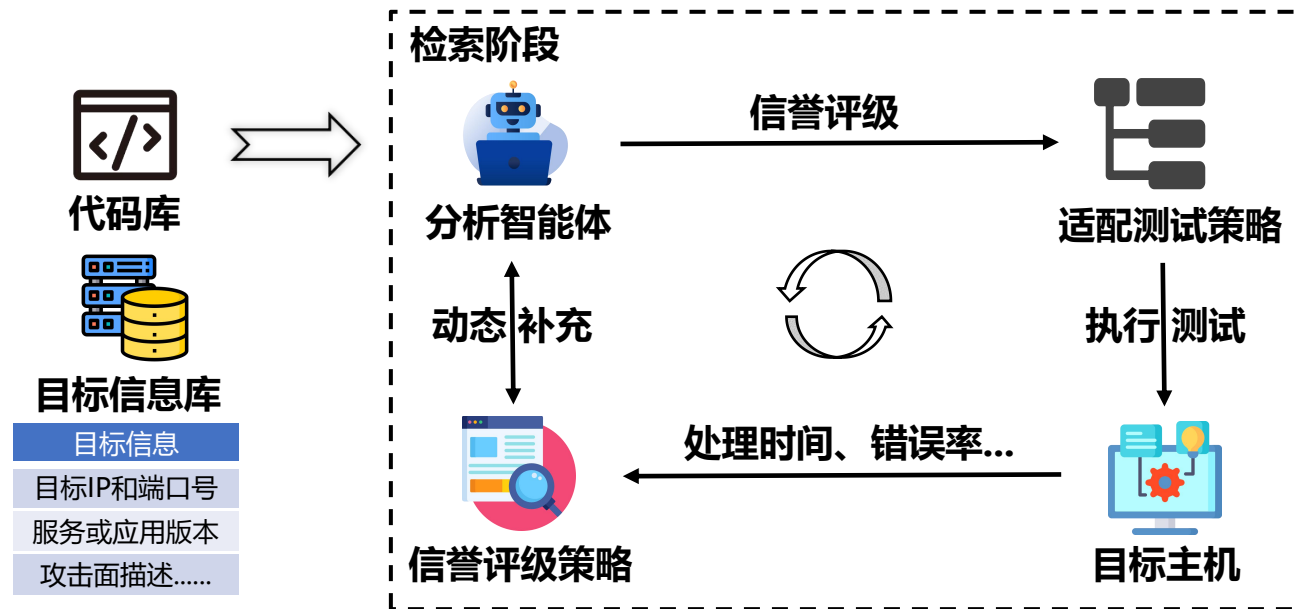 检索阶段
代码库
目标信息库
目标信息
目标IP和端口号
服务或应用版本
攻击面描述......
分析智能体
信誉评级
适配测试策略
动态 补充
执行 测试
处理时间、错误率...
信誉评级策略
目标主机